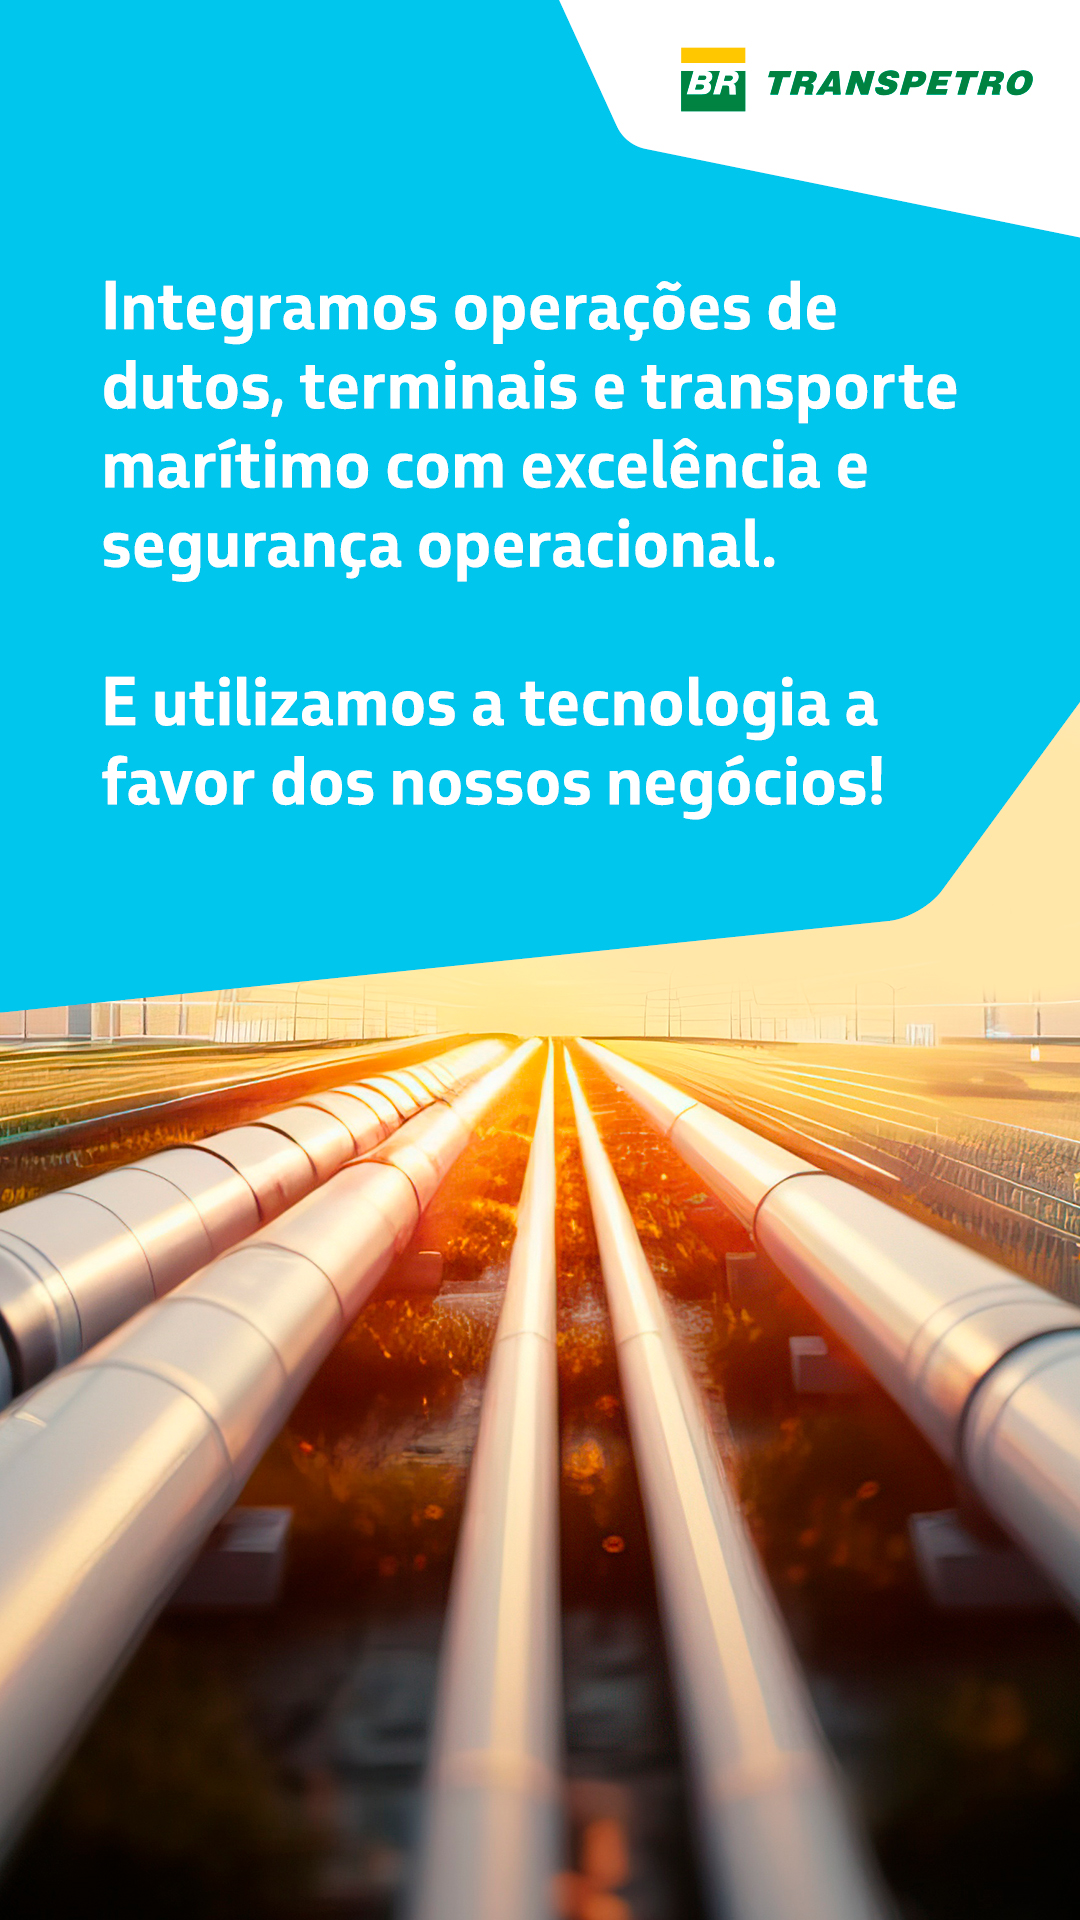 BR TRANSPETRO
Integramos operações de
dutos, terminais e transporte
marítimo com excelência e
segurança operacional.
E utilizamos a tecnologia a
favor dos nossos negócios!